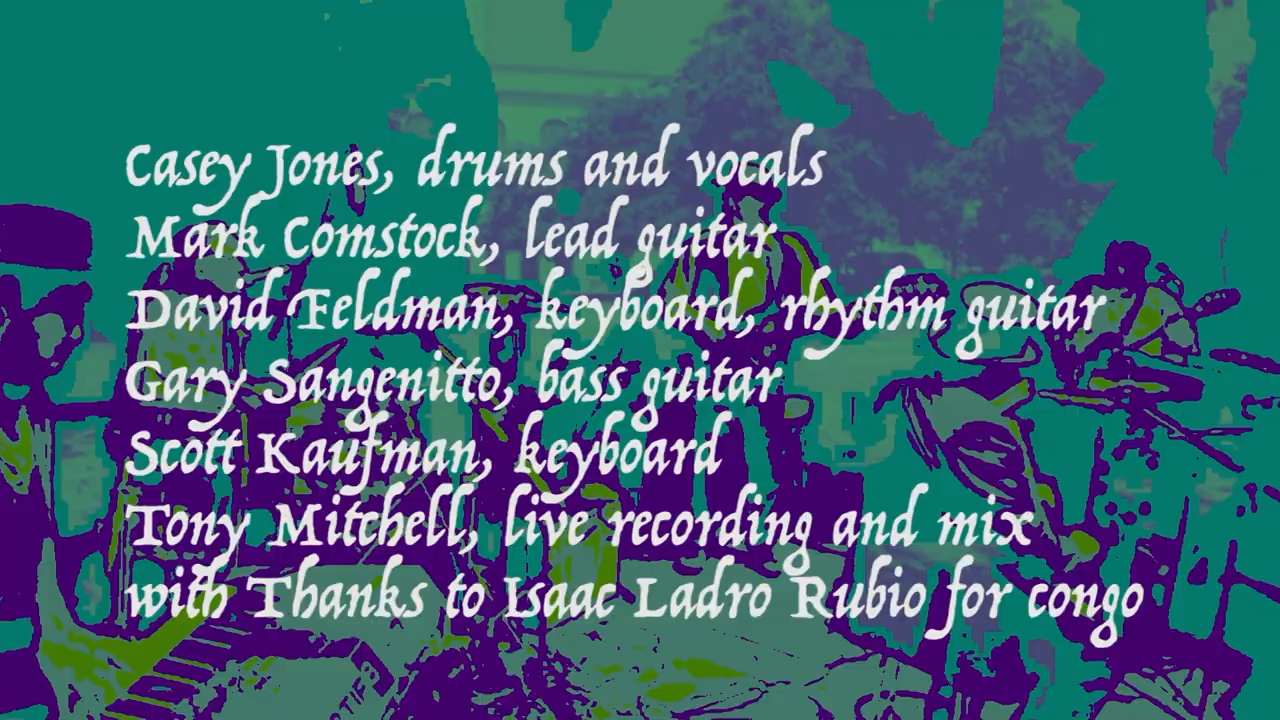 Casey Jones, drums and vocals
Mark Comstock, lead guitar
David Feldman, keyboard, rhythm guitar
Gary Sangenitto, bass guitar
Scott Kaufman, keyboard
Tony Mitchell, live recording and mix
with Thanks to Isaac Ladro Rubio for congo